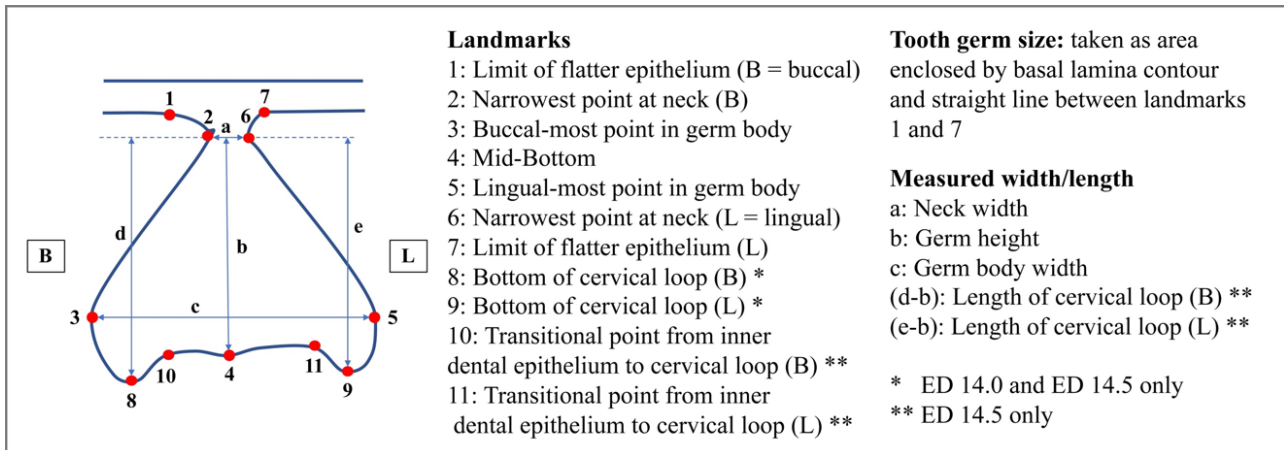 1
7
2
a
6
d
b
e
B
L
3
c
5
10
4
11
8
9
Landmarks
1: Limit of flatter epithelium (B = buccal)
2: Narrowest point at neck (B)
3: Buccal-most point in germ body
4: Mid-Bottom
5: Lingual-most point in germ body
6: Narrowest point at neck (L = lingual)
7: Limit of flatter epithelium (L)
8: Bottom of cervical loop (B) *
9: Bottom of cervical loop (L) *
10: Transitional point from inner
dental epithelium to cervical loop (B) **
11: Transitional point from inner
dental epithelium to cervical loop (L) **
Tooth germ size: taken as area
enclosed by basal lamina contour
and straight line between landmarks
1 and 7
Measured width/length
a: Neck width
b: Germ height
c: Germ body width
(d-b): Length of cervical loop (B) **
(e-b): Length of cervical loop (L) **
* ED 14.0 and ED 14.5 only
** ED 14.5 only